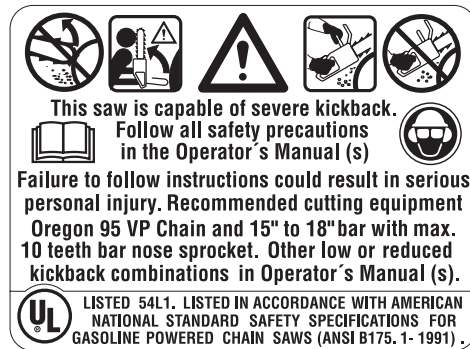 This saw is capable of severe kickback.
Follow all safety precautions
in the Operator´s Manual (s)
Failure to follow instructions could result in serious
personal injury. Recommended cutting equipment
Oregon 95 VP Chain and 15" to 18" bar with max.
10 teeth bar nose sprocket. Other low or reduced
kickback combinations in Operator´s Manual (s).
UL
LISTED 54L1. LISTED IN ACCORDANCE WITH AMERICAN
NATIONAL STANDARD SAFETY SPECIFICATIONS FOR
GASOLINE POWERED CHAIN SAWS (ANSI B175. 1- 1991) .